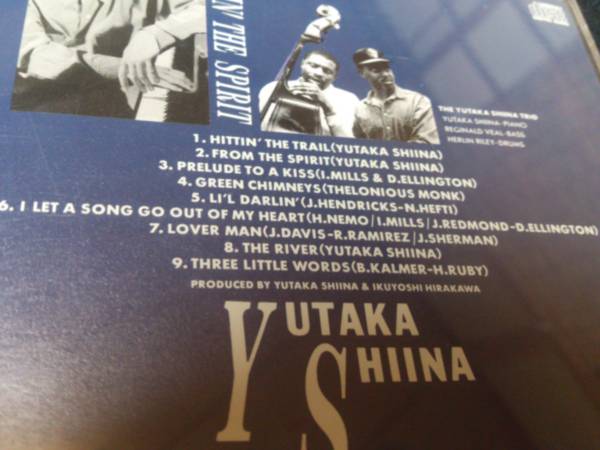 IN THE SPIRIT
THE YUTAKA SHIINA TRIO
YUTAKA SHIINA-PIANO
REGINALD VEAL-BASS
HERLIN RILEY-DRUMS
1. HITTIN' THE TRAIL(YUTAKA SHIINA)
2. FROM THE SPIRIT(YUTAKA SHIINA)
3. PRELUDE TO A KISS(I.MILLS & D.ELLINGTON)
4. GREEN CHIMNEYS(THELONIOUS MONK)
5. LI'L DARLIN'(J.HENDRICKS-N.HEFTI)
6. I LET A SONG GO OUT OF MY HEART(H.NEMO/I.MILLS/J.REDMOND-D.ELLINGTON)
7. LOVER MAN(J.DAVIS-R.RAMIREZ/J.SHERMAN)
8. THE RIVER(YUTAKA SHIINA)
9. THREE LITTLE WORDS(B.KALMER-H.RUBY)
PRODUCED BY YUTAKA SHIINA & IKUYOSHI HIRAKAWA
YUTAKA
SHIINA